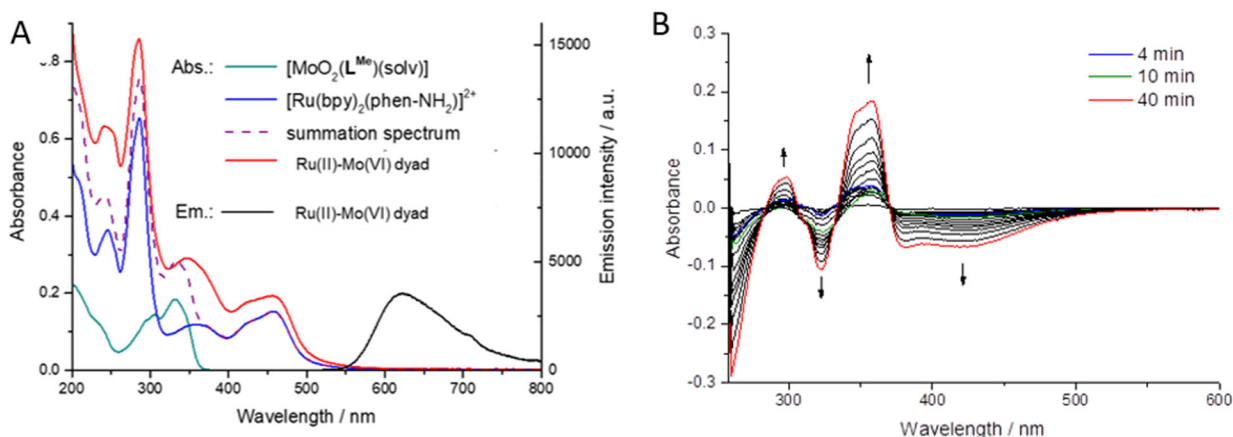 A
Abs.:
[MoO₂(Lᴹᵉ)(solv)]
[Ru(bpy)₂(phen-NH₂)]²⁺
summation spectrum
Ru(II)-Mo(VI) dyad
Em.:
Ru(II)-Mo(VI) dyad
.8
0.6
0.4
0.2
0.0
Absorbance
15000
10000
5000
0
Emission intensity / a.u.
200 300 400 500 600 700 800
Wavelength / nm
B
4 min
10 min
40 min
0.3
0.2
0.1
0.0
-0.1
-0.2
-0.3
Absorbance
300 400 500 600
Wavelength / nm